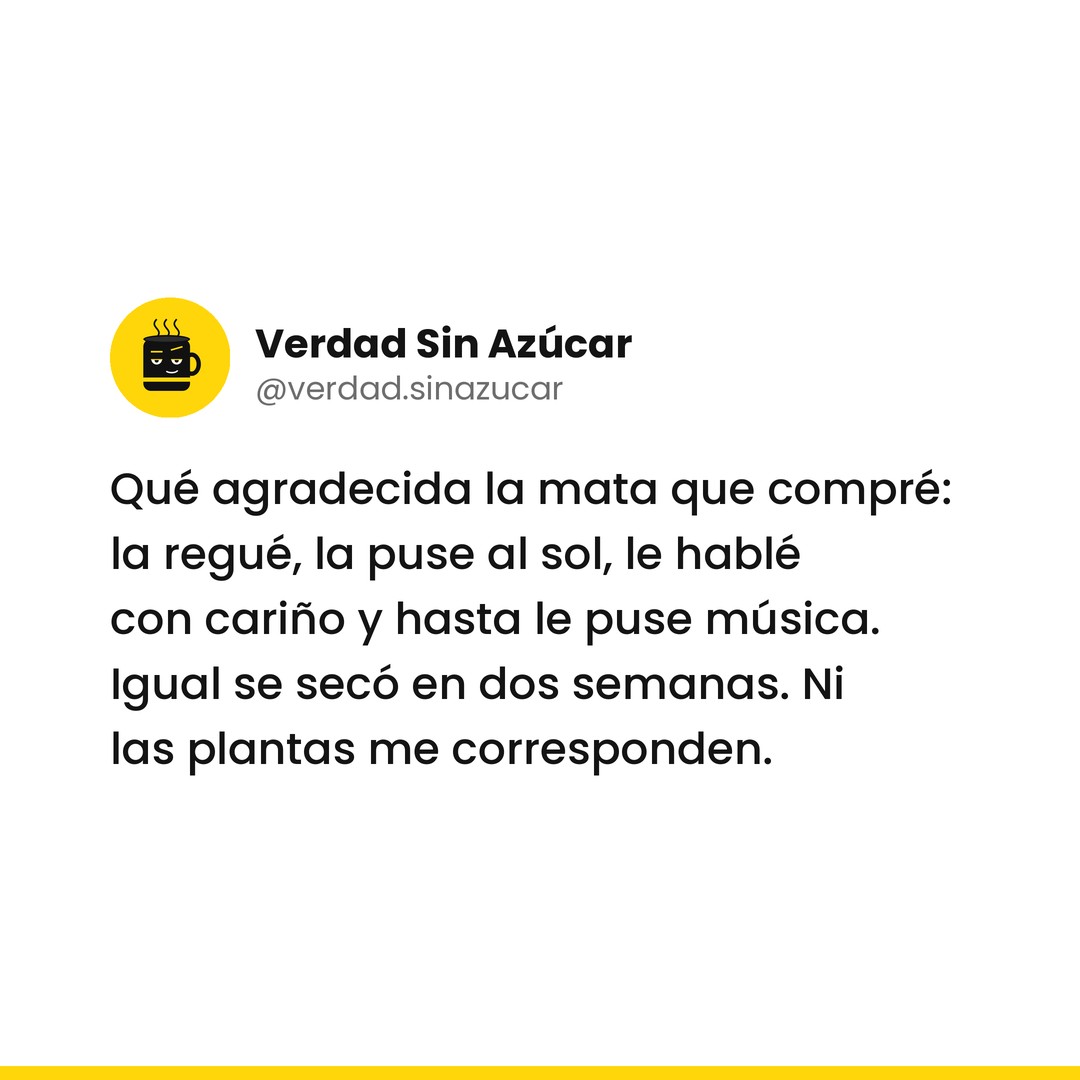 Verdad Sin Azúcar
@verdad.sinazucar
Qué agradecida la mata que compré:
la regué, la puse al sol, le hablé
con cariño y hasta le puse música.
Igual se secó en dos semanas. Ni
las plantas me corresponden.